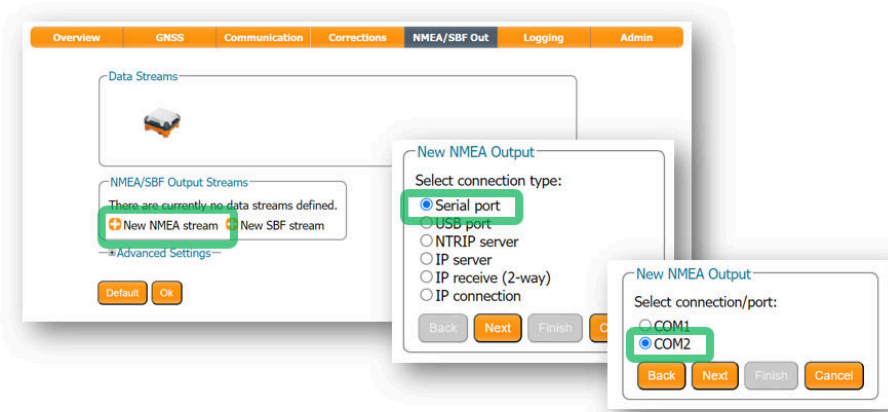 Overview GNSS Communication Corrections NMEA/SBF Out Logging Admin
Data Streams
NMEA/SBF Output Streams
There are currently no data streams defined.
New NMEA stream New SBF stream
Advanced Settings
Default Ok
New NMEA Output
Select connection type:
Serial port
USB port
NTRIP server
IP server
IP receive (2-way)
IP connection
Back Next Finish
New NMEA Output
Select connection/port:
COM1
COM2
Back Next Finish Cancel